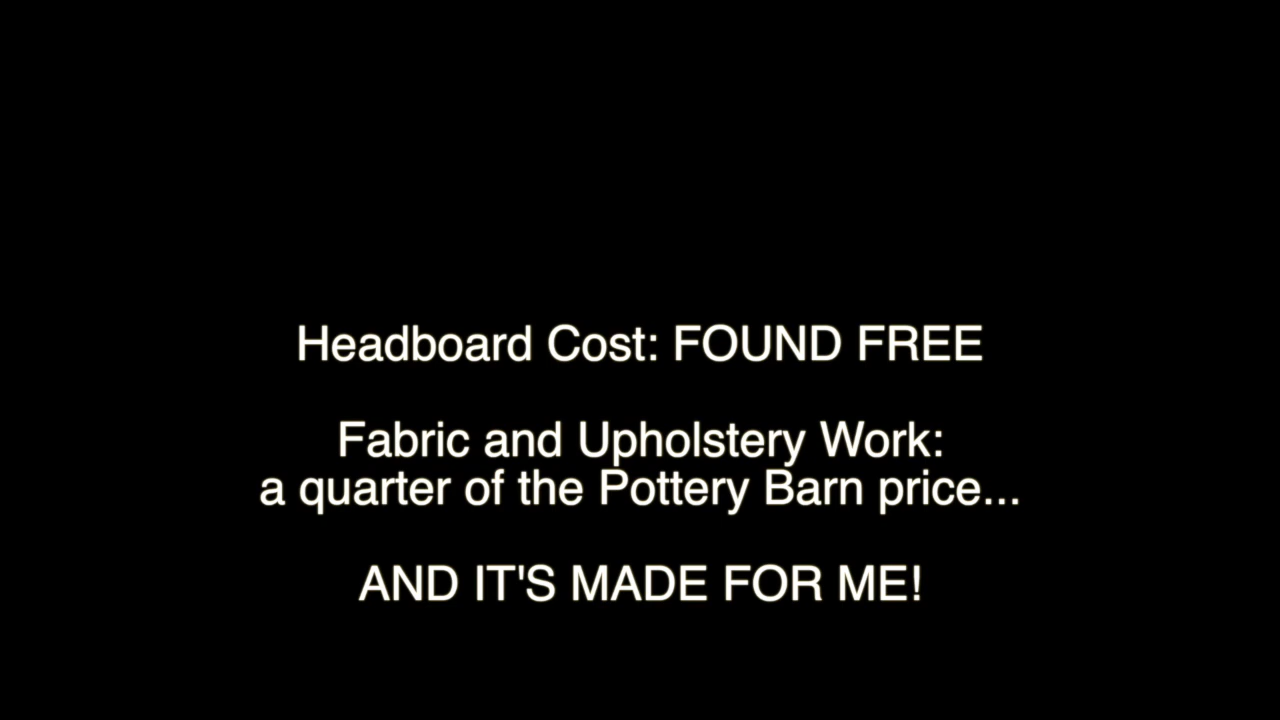 Headboard Cost: FOUND FREE
Fabric and Upholstery Work:
a quarter of the Pottery Barn price...
AND IT'S MADE FOR ME!